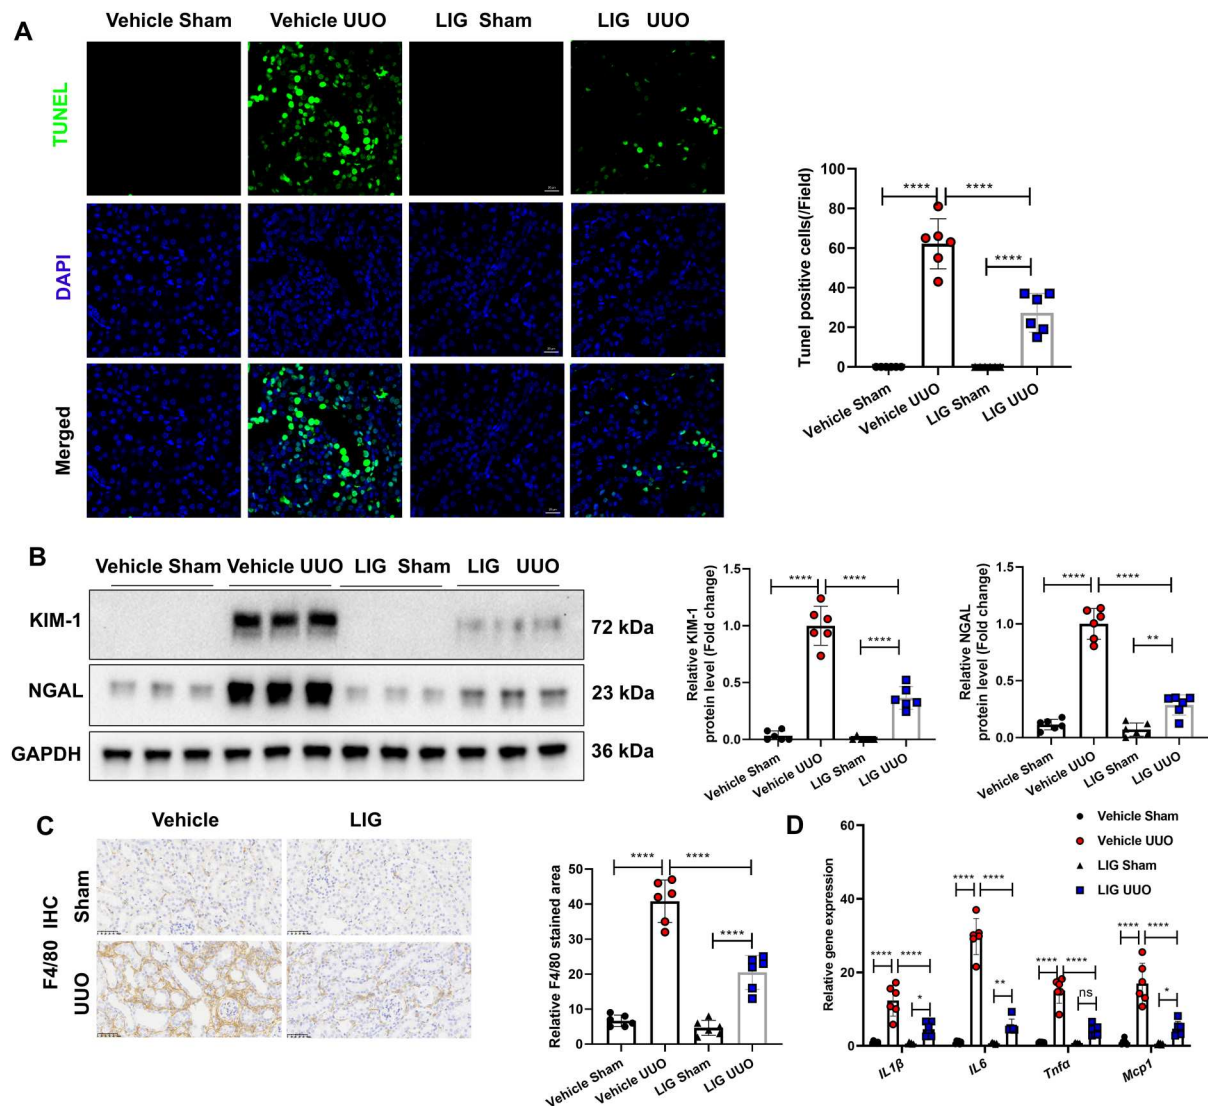 A
Vehicle Sham Vehicle UUO LIG Sham LIG UUO
TUNEL
DAPI
Merged
Tunel positive cells(/Field)
100
80
60
40
20
0
**** ****
****
Vehicle Sham
Vehicle UUO
LIG Sham
LIG UUO
B
Vehicle Sham Vehicle UUO LIG Sham LIG UUO
KIM-1
72 kDa
NGAL
23 kDa
GAPDH
36 kDa
Relative KIM-1
protein level (Fold change)
1.5
1.0
0.5
0.0
**** ****
****
Vehicle Sham
Vehicle UUO
LIG Sham
LIG UUO
Relative NGAL
protein level (Fold change)
1.5
1.0
0.5
0.0
**** ****
**
Vehicle Sham
Vehicle UUO
LIG Sham
LIG UUO
C
Vehicle LIG
F4/80 IHC
Sham
UUO
Relative F4/80 stained area
50
40
30
20
10
0
**** ****
****
Vehicle Sham
Vehicle UUO
LIG Sham
LIG UUO
D
Vehicle Sham
Vehicle UUO
LIG Sham
LIG UUO
Relative gene expression
60
40
20
0
**** ****
*
**** ****
**
**** ****
ns
**** ****
*
IL1β
IL6
Tnfα
Mcp1